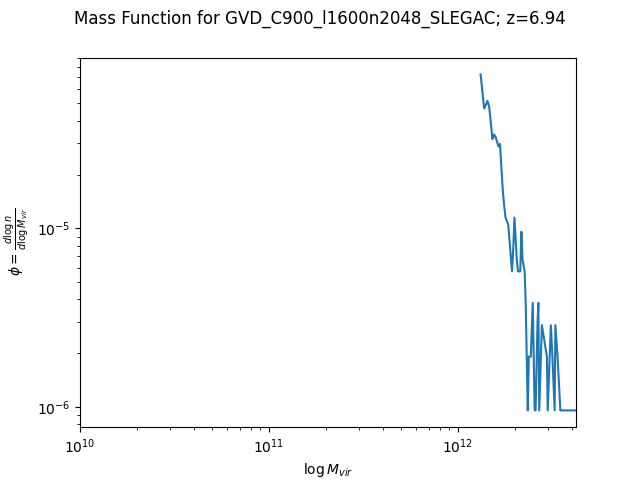 Mass Function for GVD_C900_l1600n2048_SLEGAC; z=6.94
ϕ = d log n / d log M_vir
10^-5
10^-6
10^10
10^11
10^12
log M_vir